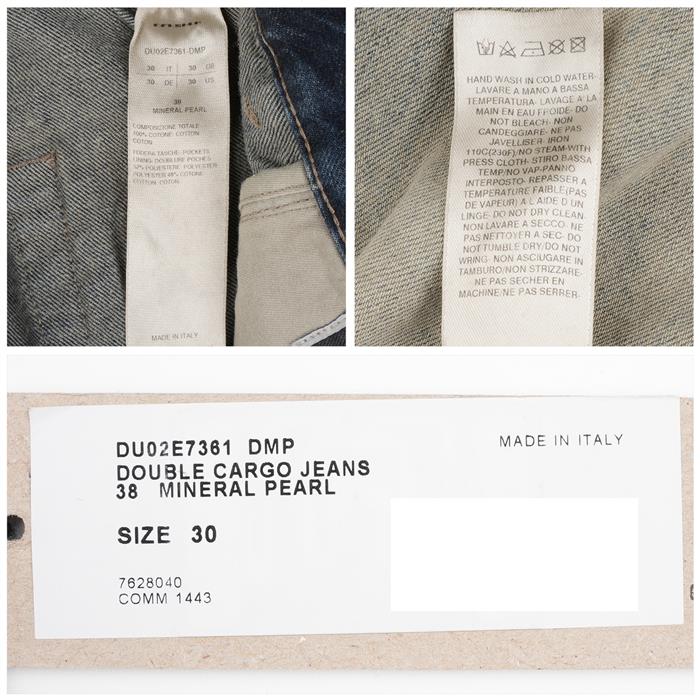 DU02E7361-DMP
30 IT 30 GB
30 DE 30 US
38
MINERAL PEARL
COMPOSIZIONE TOTALE
100% COTONE- COTTON
COTON
FODERA TASCHE- POCKETS
LINING- DOUBLURE POCHES
52% POLIESTERE- POLYESTER
POLYESTER 48% COTONE
COTTON- COTON
MADE IN ITALY
HAND WASH IN COLD WATER-
LAVARE A MANO A BASSA
TEMPERATURA- LAVAGE A LA
MAIN EN EAU FFOIDE- DO
NOT BLEACH- NON
CANDEGGIARE- NE PAS
JAVELLISER- IRON
110C(230F)/NO STEAM-WITH
PRESS CLOTH- STIRO BASSA
TEMP/NO VAP-PANNO
INTERPOSTO- REPASSER A
TEMPERATURE FAIBLE(PAS
DE VAPEUR) A L AIDE D UN
LINGE- DO NOT DRY CLEAN-
NON LAVARE A SECCO- NE
PAS NETTOYER A SEC- DO
NOT TUMBLE DRY/DO NOT
WRING- NON ASCIUGARE IN
TAMBURO/NON STRIZZARE-
NE PAS SECHER EN
MACHINE/NE PAS SERRER-
DU02E7361 DMP
DOUBLE CARGO JEANS
38 MINERAL PEARL
MADE IN ITALY
SIZE 30
7628040
COMM 1443